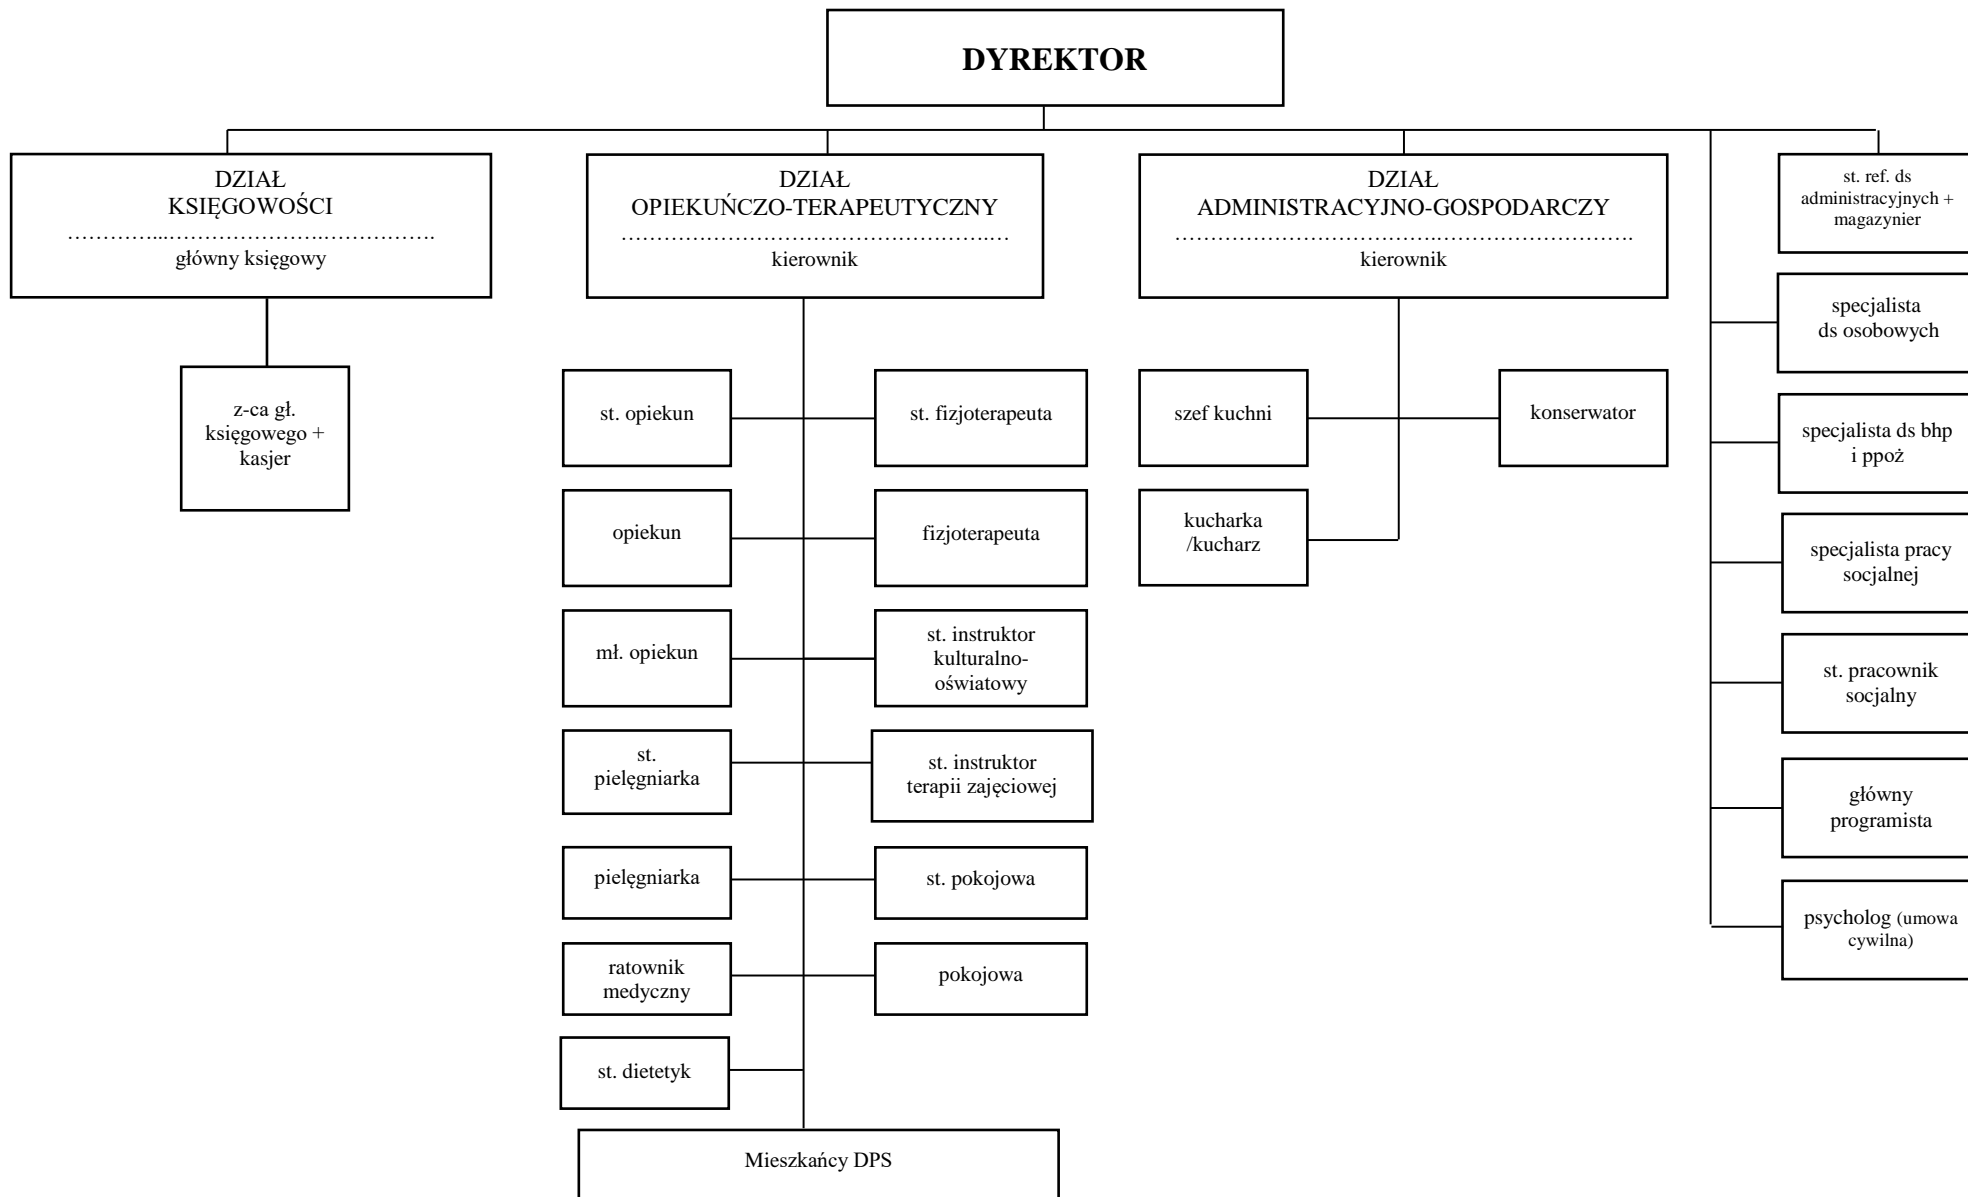 DYREKTOR
DZIAŁ
KSIĘGOWOŚCI
…………...………………….…………….
główny księgowy
DZIAŁ
OPIEKUŃCZO-TERAPEUTYCZNY
…………………………………………….…
kierownik
DZIAŁ
ADMINISTRACYJNO-GOSPODARCZY
……………………………….…………………….
kierownik
st. ref. ds
administracyjnych +
magazynier
specjalista
ds osobowych
z-ca gł.
księgowego +
kasjer
st. opiekun
st. fizjoterapeuta
szef kuchni
konserwator
specjalista ds bhp
i ppoż
opiekun
fizjoterapeuta
kucharka
/kucharz
specjalista pracy
socjalnej
mł. opiekun
st. instruktor
kulturalno-
oświatowy
st. pracownik
socjalny
st.
pielęgniarka
st. instruktor
terapii zajęciowej
główny
programista
pielęgniarka
st. pokojowa
psycholog (umowa
cywilna)
ratownik
medyczny
pokojowa
st. dietetyk
Mieszkańcy DPS